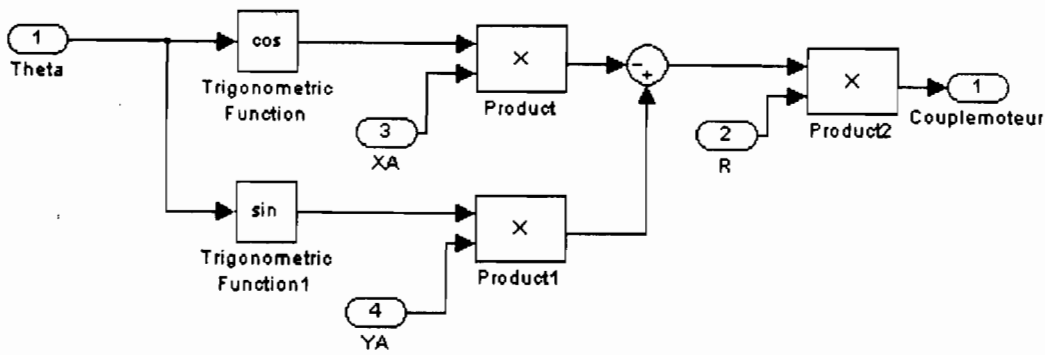 1
Theta
cos
Trigonometric
Function
3
XA
×
Product
-
+
2
R
×
Product2
1
Couplemoteur
sin
Trigonometric
Function1
4
YA
×
Product1